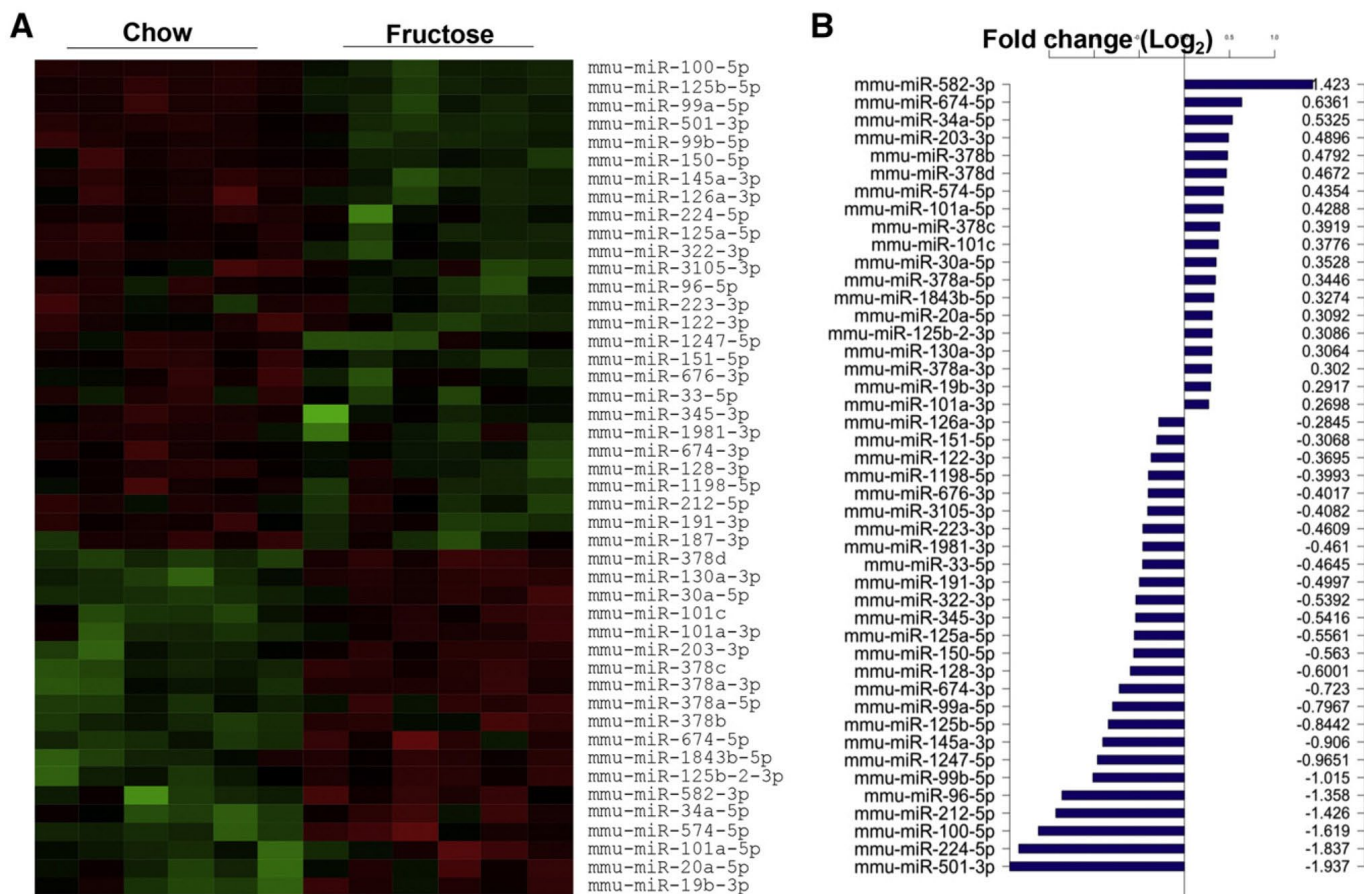 A
Chow
Fructose
mmu-miR-100-5p
mmu-miR-125b-5p
mmu-miR-99a-5p
mmu-miR-501-3p
mmu-miR-99b-5p
mmu-miR-150-5p
mmu-miR-145a-3p
mmu-miR-126a-3p
mmu-miR-224-5p
mmu-miR-125a-5p
mmu-miR-322-3p
mmu-miR-3105-3p
mmu-miR-96-5p
mmu-miR-223-3p
mmu-miR-122-3p
mmu-miR-1247-5p
mmu-miR-151-5p
mmu-miR-676-3p
mmu-miR-33-5p
mmu-miR-345-3p
mmu-miR-1981-3p
mmu-miR-674-3p
mmu-miR-128-3p
mmu-miR-1198-5p
mmu-miR-212-5p
mmu-miR-191-3p
mmu-miR-187-3p
mmu-miR-378d
mmu-miR-130a-3p
mmu-miR-30a-5p
mmu-miR-101c
mmu-miR-101a-3p
mmu-miR-203-3p
mmu-miR-378c
mmu-miR-378a-3p
mmu-miR-378a-5p
mmu-miR-378b
mmu-miR-674-5p
mmu-miR-1843b-5p
mmu-miR-125b-2-3p
mmu-miR-582-3p
mmu-miR-34a-5p
mmu-miR-574-5p
mmu-miR-101a-5p
mmu-miR-20a-5p
mmu-miR-19b-3p
B
Fold change (Log2)
0.5 1.0
mmu-miR-582-3p 1.423
mmu-miR-674-5p 0.6361
mmu-miR-34a-5p 0.5325
mmu-miR-203-3p 0.4896
mmu-miR-378b 0.4792
mmu-miR-378d 0.4672
mmu-miR-574-5p 0.4354
mmu-miR-101a-5p 0.4288
mmu-miR-378c 0.3919
mmu-miR-101c 0.3776
mmu-miR-30a-5p 0.3528
mmu-miR-378a-5p 0.3446
mmu-miR-1843b-5p 0.3274
mmu-miR-20a-5p 0.3092
mmu-miR-125b-2-3p 0.3086
mmu-miR-130a-3p 0.3064
mmu-miR-378a-3p 0.302
mmu-miR-19b-3p 0.2917
mmu-miR-101a-3p 0.2698
mmu-miR-126a-3p -0.2845
mmu-miR-151-5p -0.3068
mmu-miR-122-3p -0.3695
mmu-miR-1198-5p -0.3993
mmu-miR-676-3p -0.4017
mmu-miR-3105-3p -0.4082
mmu-miR-223-3p -0.4609
mmu-miR-1981-3p -0.461
mmu-miR-33-5p -0.4645
mmu-miR-191-3p -0.4997
mmu-miR-322-3p -0.5392
mmu-miR-345-3p -0.5416
mmu-miR-125a-5p -0.5561
mmu-miR-150-5p -0.563
mmu-miR-128-3p -0.6001
mmu-miR-674-3p -0.723
mmu-miR-99a-5p -0.7967
mmu-miR-125b-5p -0.8442
mmu-miR-145a-3p -0.906
mmu-miR-1247-5p -0.9651
mmu-miR-99b-5p -1.015
mmu-miR-96-5p -1.358
mmu-miR-212-5p -1.426
mmu-miR-100-5p -1.619
mmu-miR-224-5p -1.837
mmu-miR-501-3p -1.937